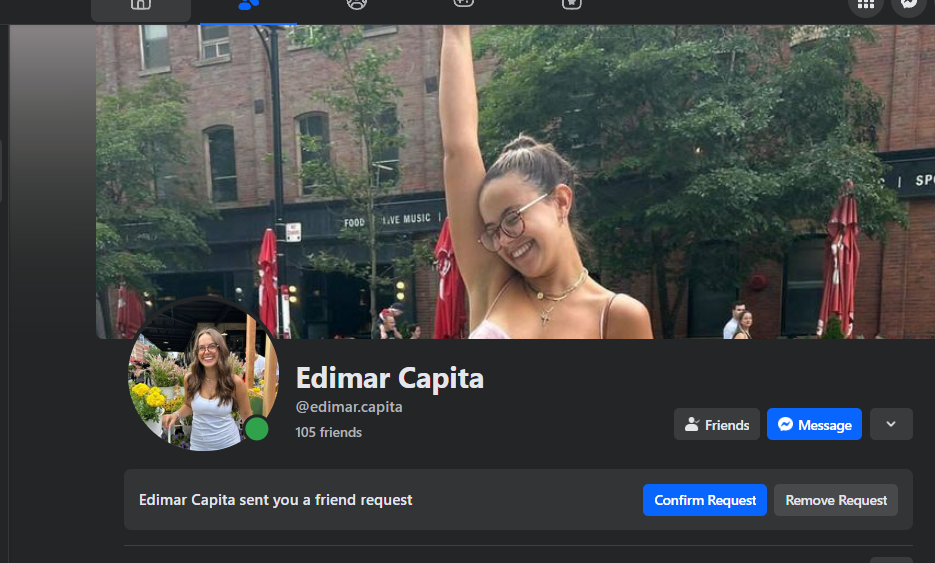 FOOD
LIVE MUSIC |
| SPO
Edimar Capita
@edimar.capita
105 friends
Friends
Message
Edimar Capita sent you a friend request
Confirm Request
Remove Request